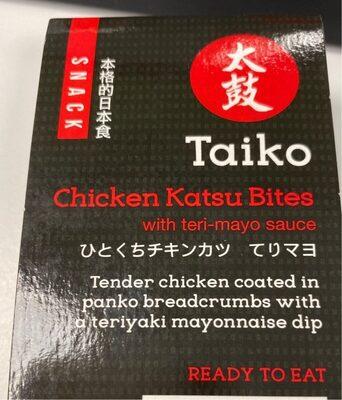 SNACK
本格的日本食
太鼓
Taiko
Chicken Katsu Bites
with teri-mayo sauce
ひとくちチキンカツ てりマヨ
Tender chicken coated in
panko breadcrumbs with
a teriyaki mayonnaise dip
READY TO EAT